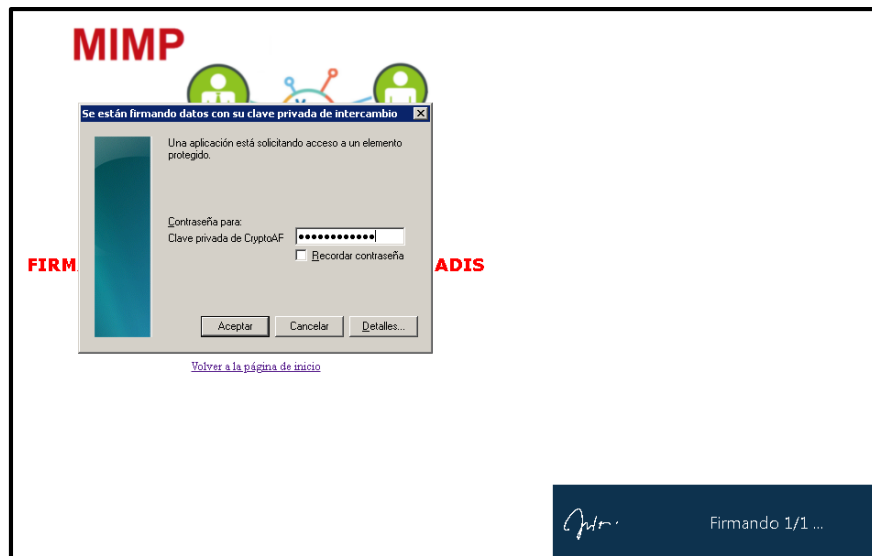 MIMP
Se están firmando datos con su clave privada de intercambio
Una aplicación está solicitando acceso a un elemento
protegido.
Contraseña para:
Clave privada de CryptoAF
Recordar contraseña
FIRM
ADIS
Aceptar
Cancelar
Detalles...
Volver a la página de inicio
Firmando 1/1 ...